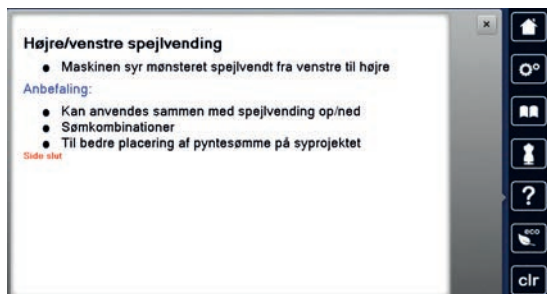 Højre/venstre spejlvending
Maskinen syr mønsteret spejlvendt fra venstre til højre
Anbefaling:
Kan anvendes sammen med spejlvending op/ned
Sømkombinationer
Til bedre placering af pyntesømme på syprojektet
Side slut
?
eco
clr